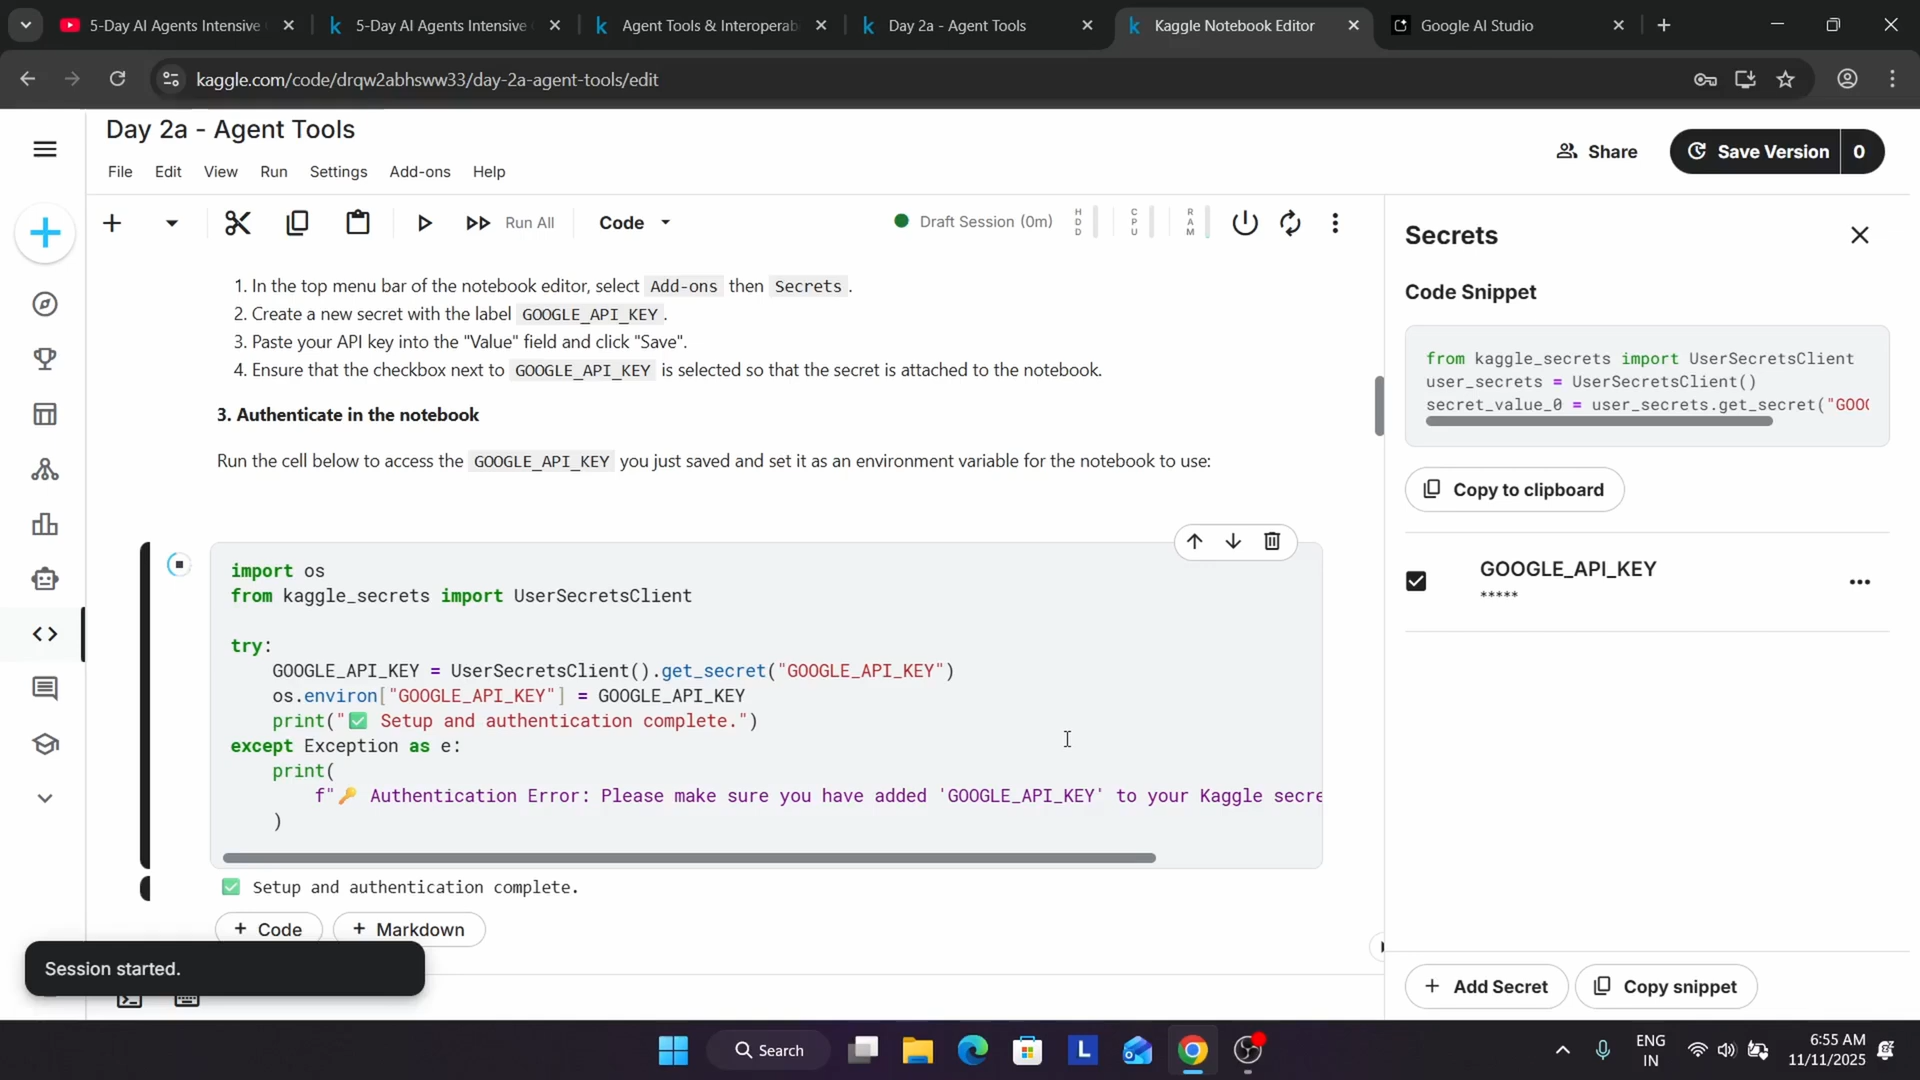 5-Day AI Agents Intensive
5-Day AI Agents Intensive
Agent Tools & Interoperab
Day 2a - Agent Tools
Kaggle Notebook Editor
Google AI Studio
kaggle.com/code/drqw2abhsww33/day-2a-agent-tools/edit
Day 2a - Agent Tools
File Edit View Run Settings Add-ons Help
Share
Save Version 0
Run All
Code
Draft Session (0m)
HDD
CPU
RAM
1. In the top menu bar of the notebook editor, select Add-ons then Secrets .
2. Create a new secret with the label GOOGLE_API_KEY .
3. Paste your API key into the "Value" field and click "Save".
4. Ensure that the checkbox next to GOOGLE_API_KEY is selected so that the secret is attached to the notebook.
3. Authenticate in the notebook
Run the cell below to access the GOOGLE_API_KEY you just saved and set it as an environment variable for the notebook to use:
import os
from kaggle_secrets import UserSecretsClient
try:
    GOOGLE_API_KEY = UserSecretsClient().get_secret("GOOGLE_API_KEY")
    os.environ["GOOGLE_API_KEY"] = GOOGLE_API_KEY
    print("✅ Setup and authentication complete.")
except Exception as e:
    print(
        f"🔑 Authentication Error: Please make sure you have added 'GOOGLE_API_KEY' to your Kaggle secre
    )
✅ Setup and authentication complete.
+ Code + Markdown
Session started.
Secrets
Code Snippet
from kaggle_secrets import UserSecretsClient
user_secrets = UserSecretsClient()
secret_value_0 = user_secrets.get_secret("GOO
Copy to clipboard
GOOGLE_API_KEY
*****
+ Add Secret
Copy snippet
Search
L
ENG
IN
6:55 AM
11/11/2025